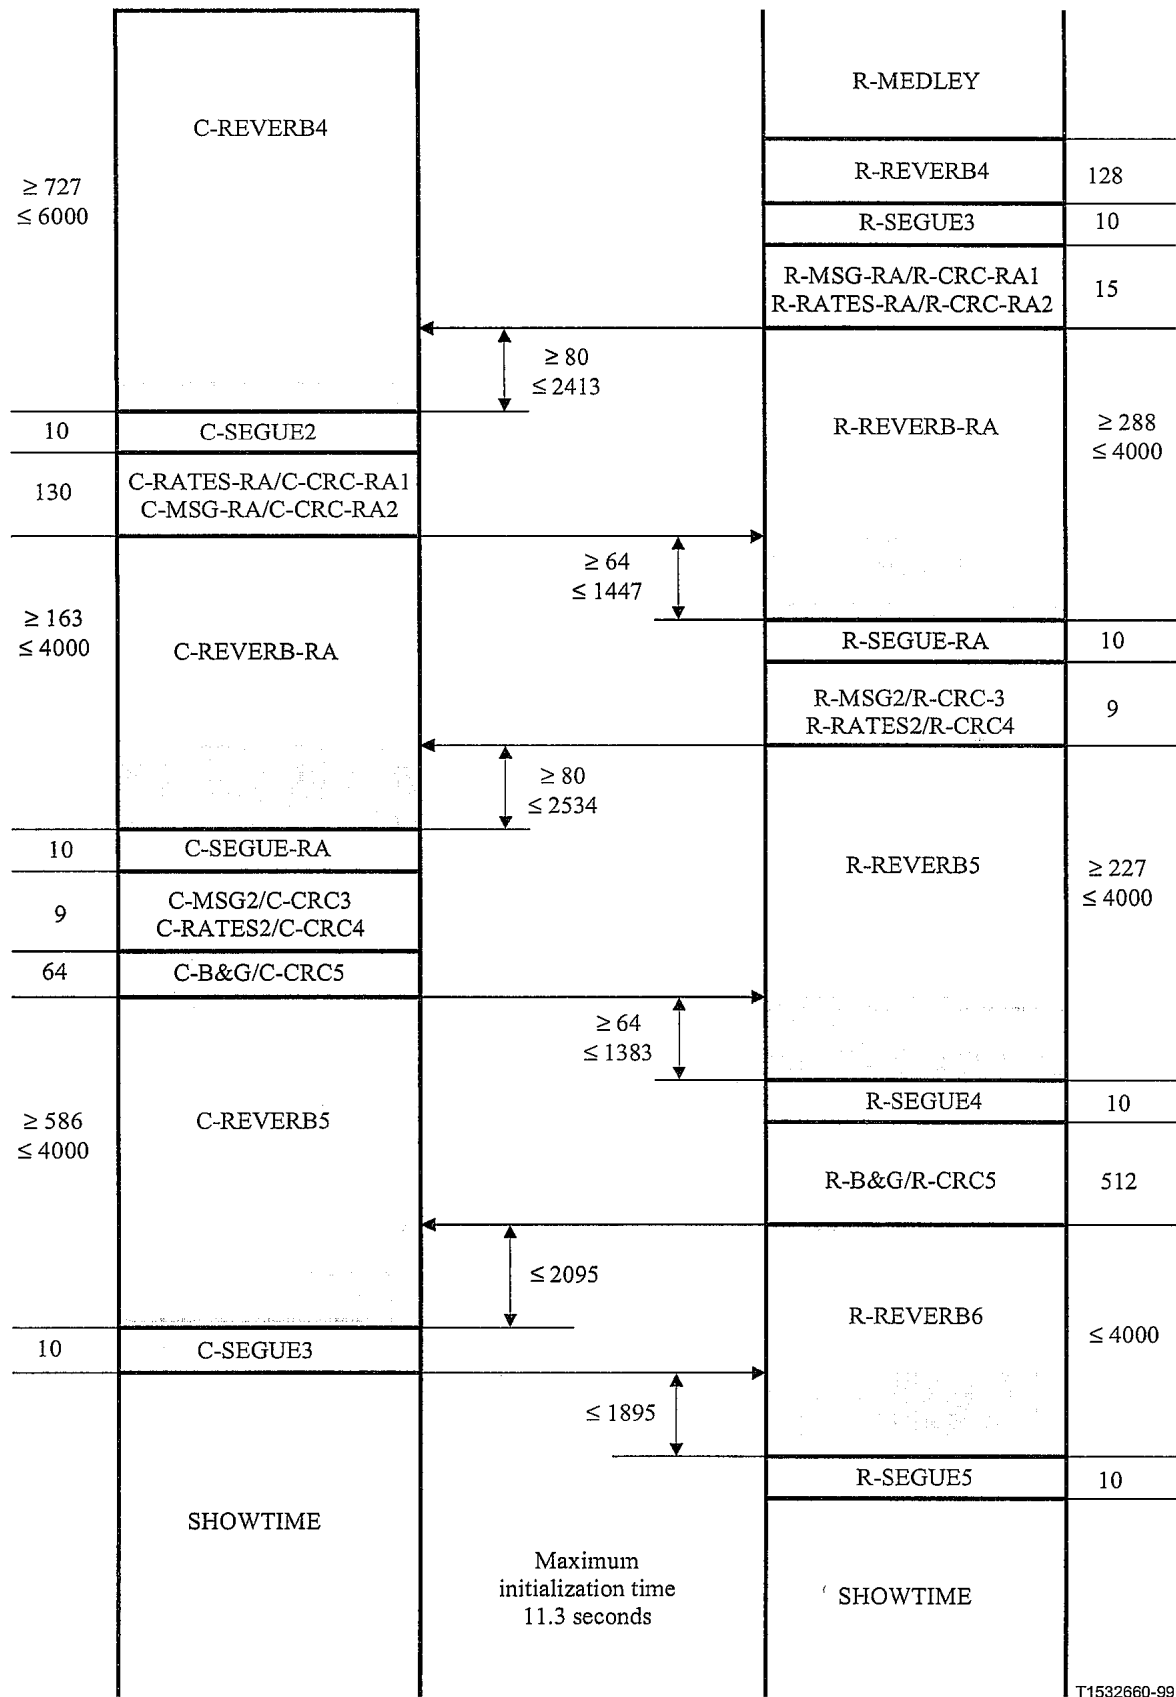 C-REVERB4
≥ 727
≤ 6000
R-MEDLEY
R-REVERB4
128
R-SEGUE3
10
R-MSG-RA/R-CRC-RA1
R-RATES-RA/R-CRC-RA2
15
≥ 80
≤ 2413
10
C-SEGUE2
R-REVERB-RA
≥ 288
≤ 4000
130
C-RATES-RA/C-CRC-RA1
C-MSG-RA/C-CRC-RA2
≥ 64
≤ 1447
≥ 163
≤ 4000
C-REVERB-RA
R-SEGUE-RA
10
R-MSG2/R-CRC-3
R-RATES2/R-CRC4
9
≥ 80
≤ 2534
10
C-SEGUE-RA
R-REVERB5
≥ 227
≤ 4000
9
C-MSG2/C-CRC3
C-RATES2/C-CRC4
64
C-B&G/C-CRC5
≥ 64
≤ 1383
≥ 586
≤ 4000
C-REVERB5
R-SEGUE4
10
R-B&G/R-CRC5
512
≤ 2095
R-REVERB6
≤ 4000
10
C-SEGUE3
≤ 1895
R-SEGUE5
10
SHOWTIME
Maximum
initialization time
11.3 seconds
SHOWTIME
T1532660-99